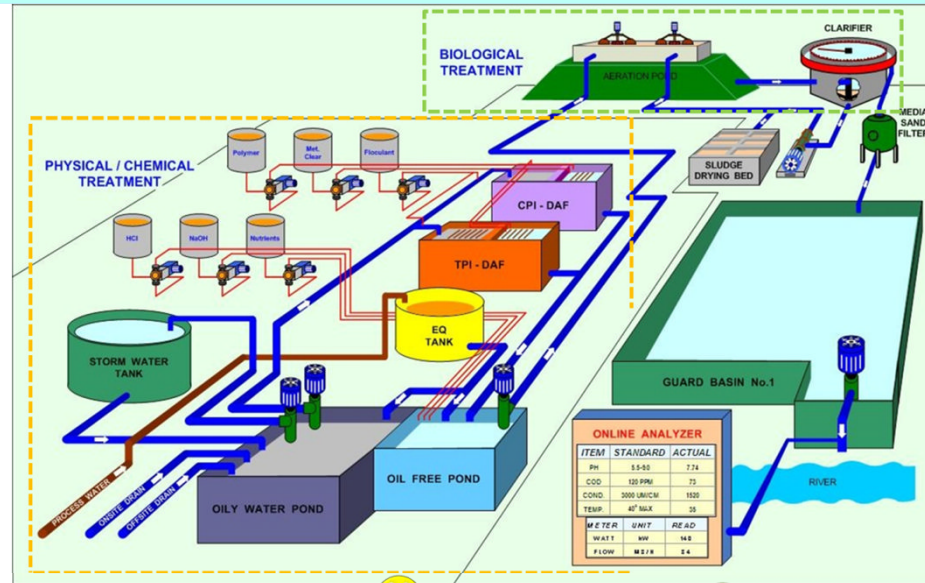 BIOLOGICAL
TREATMENT
CLARIFIER
AERATION POND
MEDIA
SAND
FILTER
PHYSICAL / CHEMICAL
TREATMENT
Polymer
Met.
Clear
Floculant
CPI - DAF
SLUDGE
DRYING BED
HCl
NaOH
Nutrients
TPI - DAF
EQ
TANK
STORM WATER
TANK
GUARD BASIN No.1
OIL FREE POND
OILY WATER POND
PROCESS WATER
ONSITE DRAIN
OFFSITE DRAIN
ONLINE ANALYZER
ITEM STANDARD ACTUAL
PH 5.5-9.0 7.74
COD 120 PPM 73
COND. 3000 UM/CM 1520
TEMP. 40° MAX 35
METER UNIT READ
WATT kW 148
FLOW M3/H 84
RIVER